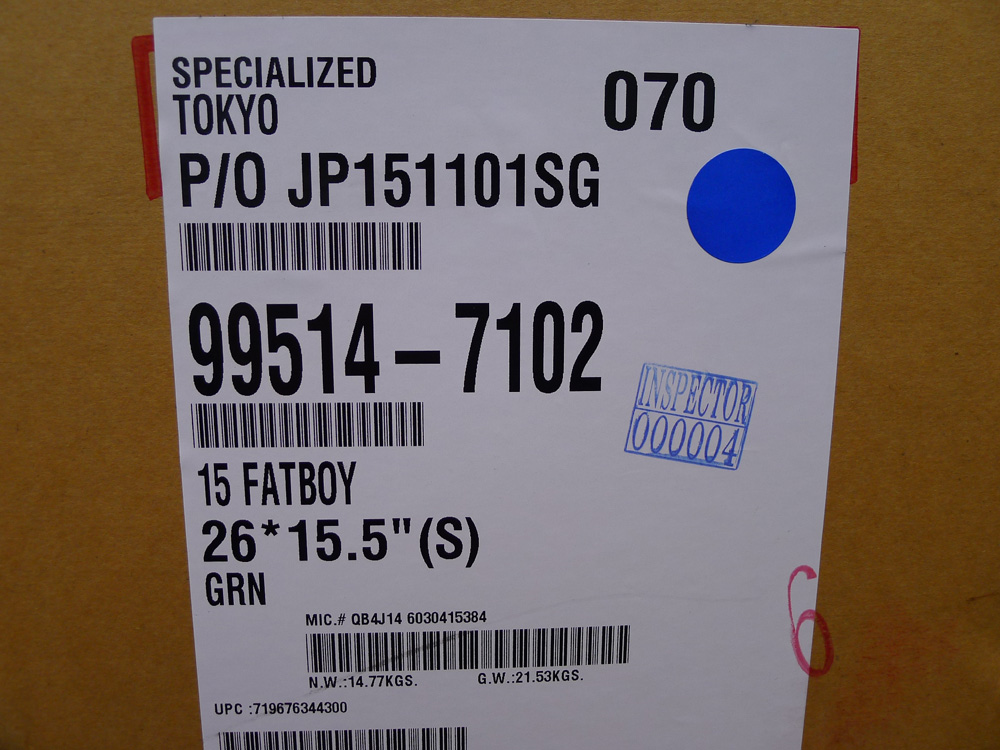 SPECIALIZED
TOKYO
070
P/O JP151101SG
99514-7102
INSPECTOR
000004
15 FATBOY
26*15.5"(S)
GRN
MIC.# QB4J14 6030415384
N.W.:14.77KGS. G.W.:21.53KGS.
UPC :719676344300
6